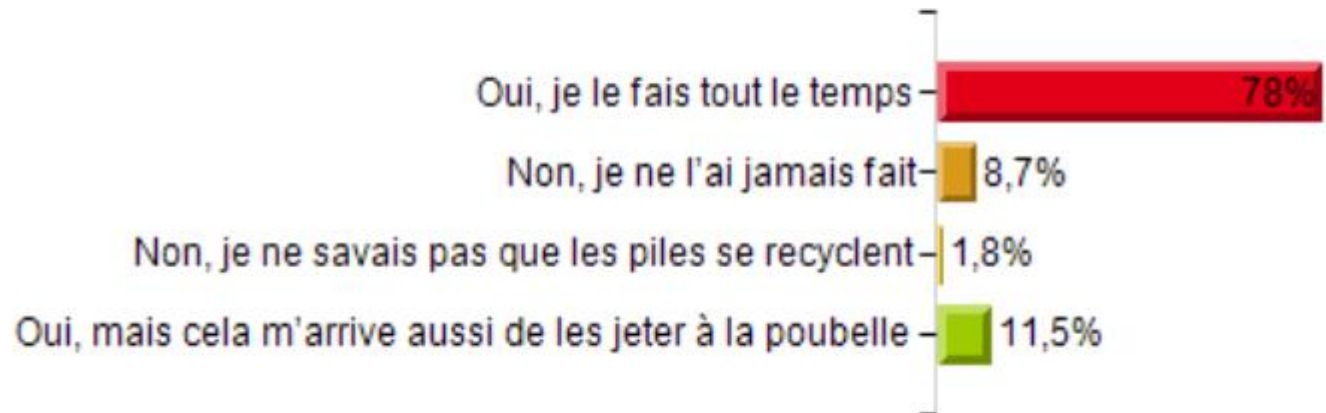 Oui, je le fais tout le temps 78%
Non, je ne l'ai jamais fait 8,7%
Non, je ne savais pas que les piles se recyclent 1,8%
Oui, mais cela m'arrive aussi de les jeter à la poubelle 11,5%